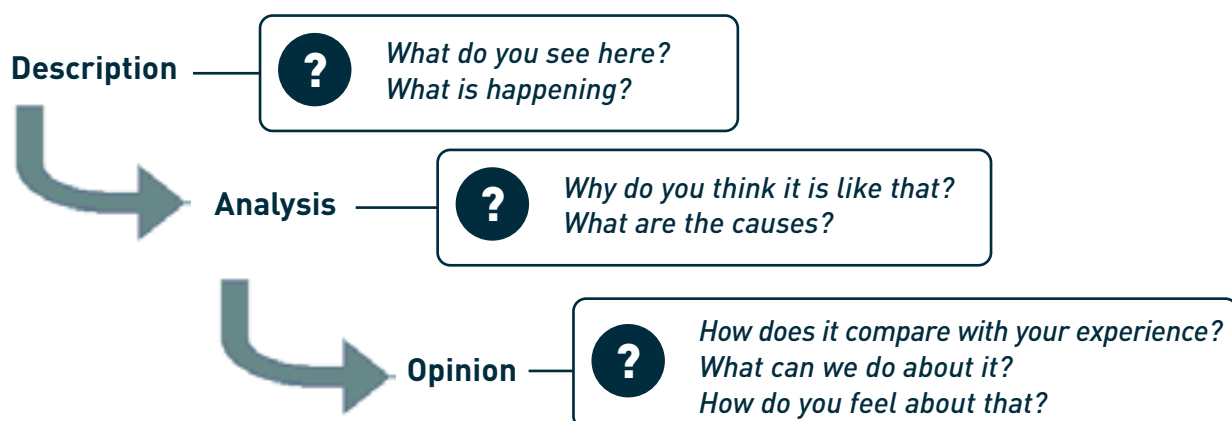 Description
?
What do you see here?
What is happening?
Analysis
?
Why do you think it is like that?
What are the causes?
Opinion
?
How does it compare with your experience?
What can we do about it?
How do you feel about that?